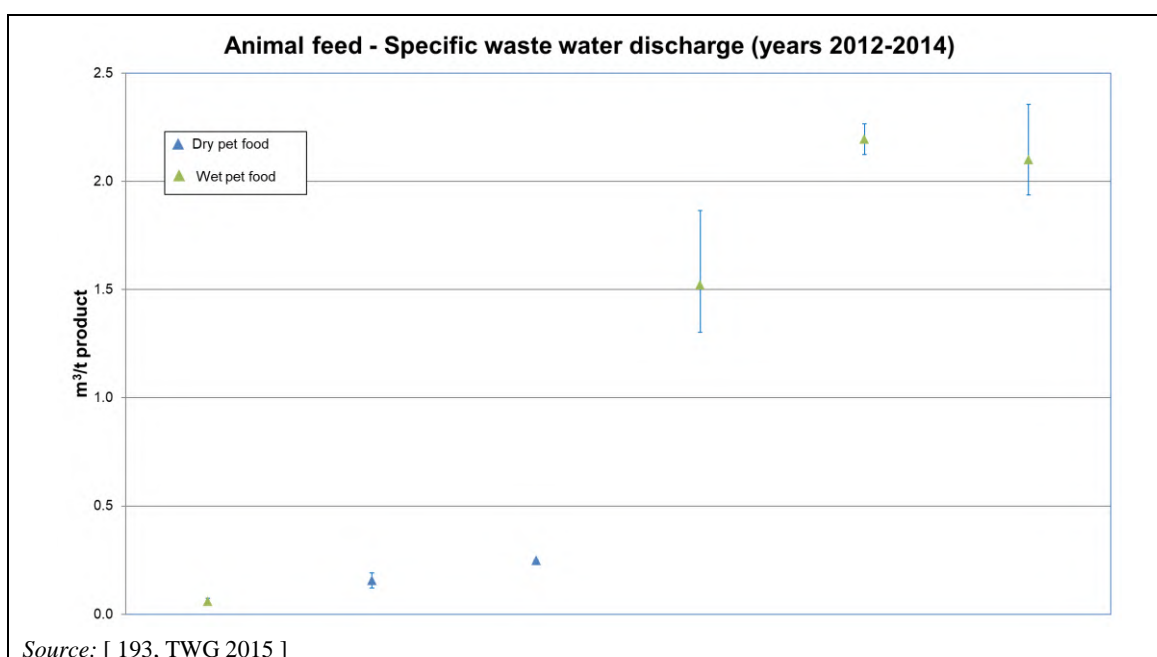 Animal feed - Specific waste water discharge (years 2012-2014)
2.5
Dry pet food
Wet pet food
2.0
1.5
m³/t product
1.0
0.5
0.0
Source: [ 193, TWG 2015 ]